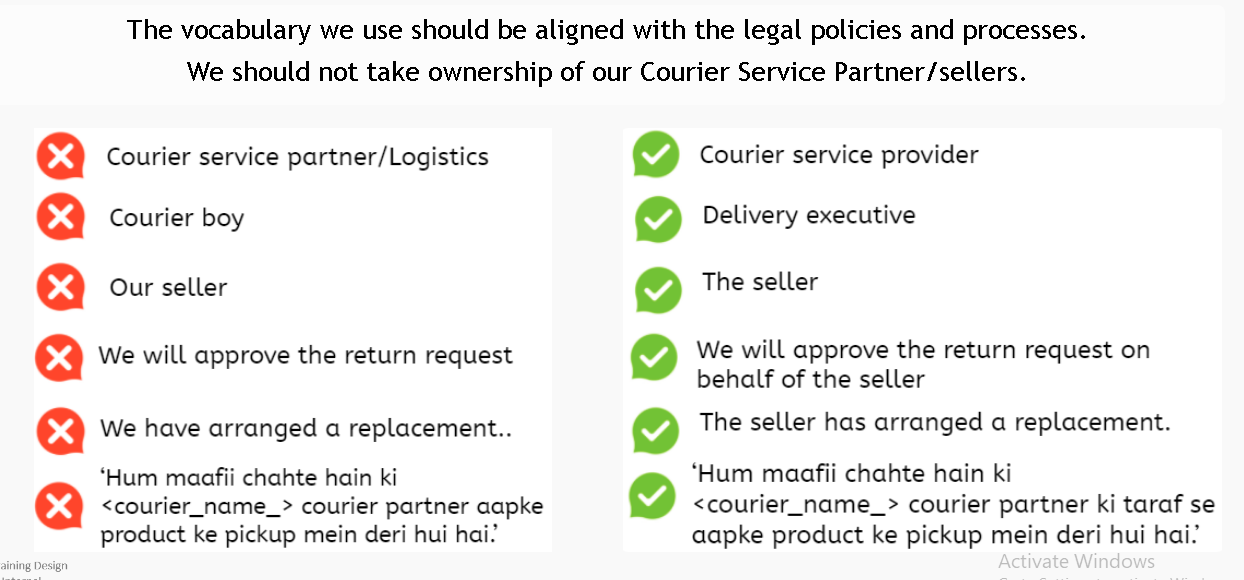 The vocabulary we use should be aligned with the legal policies and processes.
We should not take ownership of our Courier Service Partner/sellers.
Courier service partner/Logistics
Courier service provider
Courier boy
Delivery executive
Our seller
The seller
We will approve the return request
We will approve the return request on
behalf of the seller
We have arranged a replacement..
The seller has arranged a replacement.
‘Hum maafii chahte hain ki
<courier_name_> courier partner aapke
product ke pickup mein deri hui hai.’
‘Hum maafii chahte hain ki
<courier_name_> courier partner ki taraf se
aapke product ke pickup mein deri hui hai.’
aining Design
Activate Windows